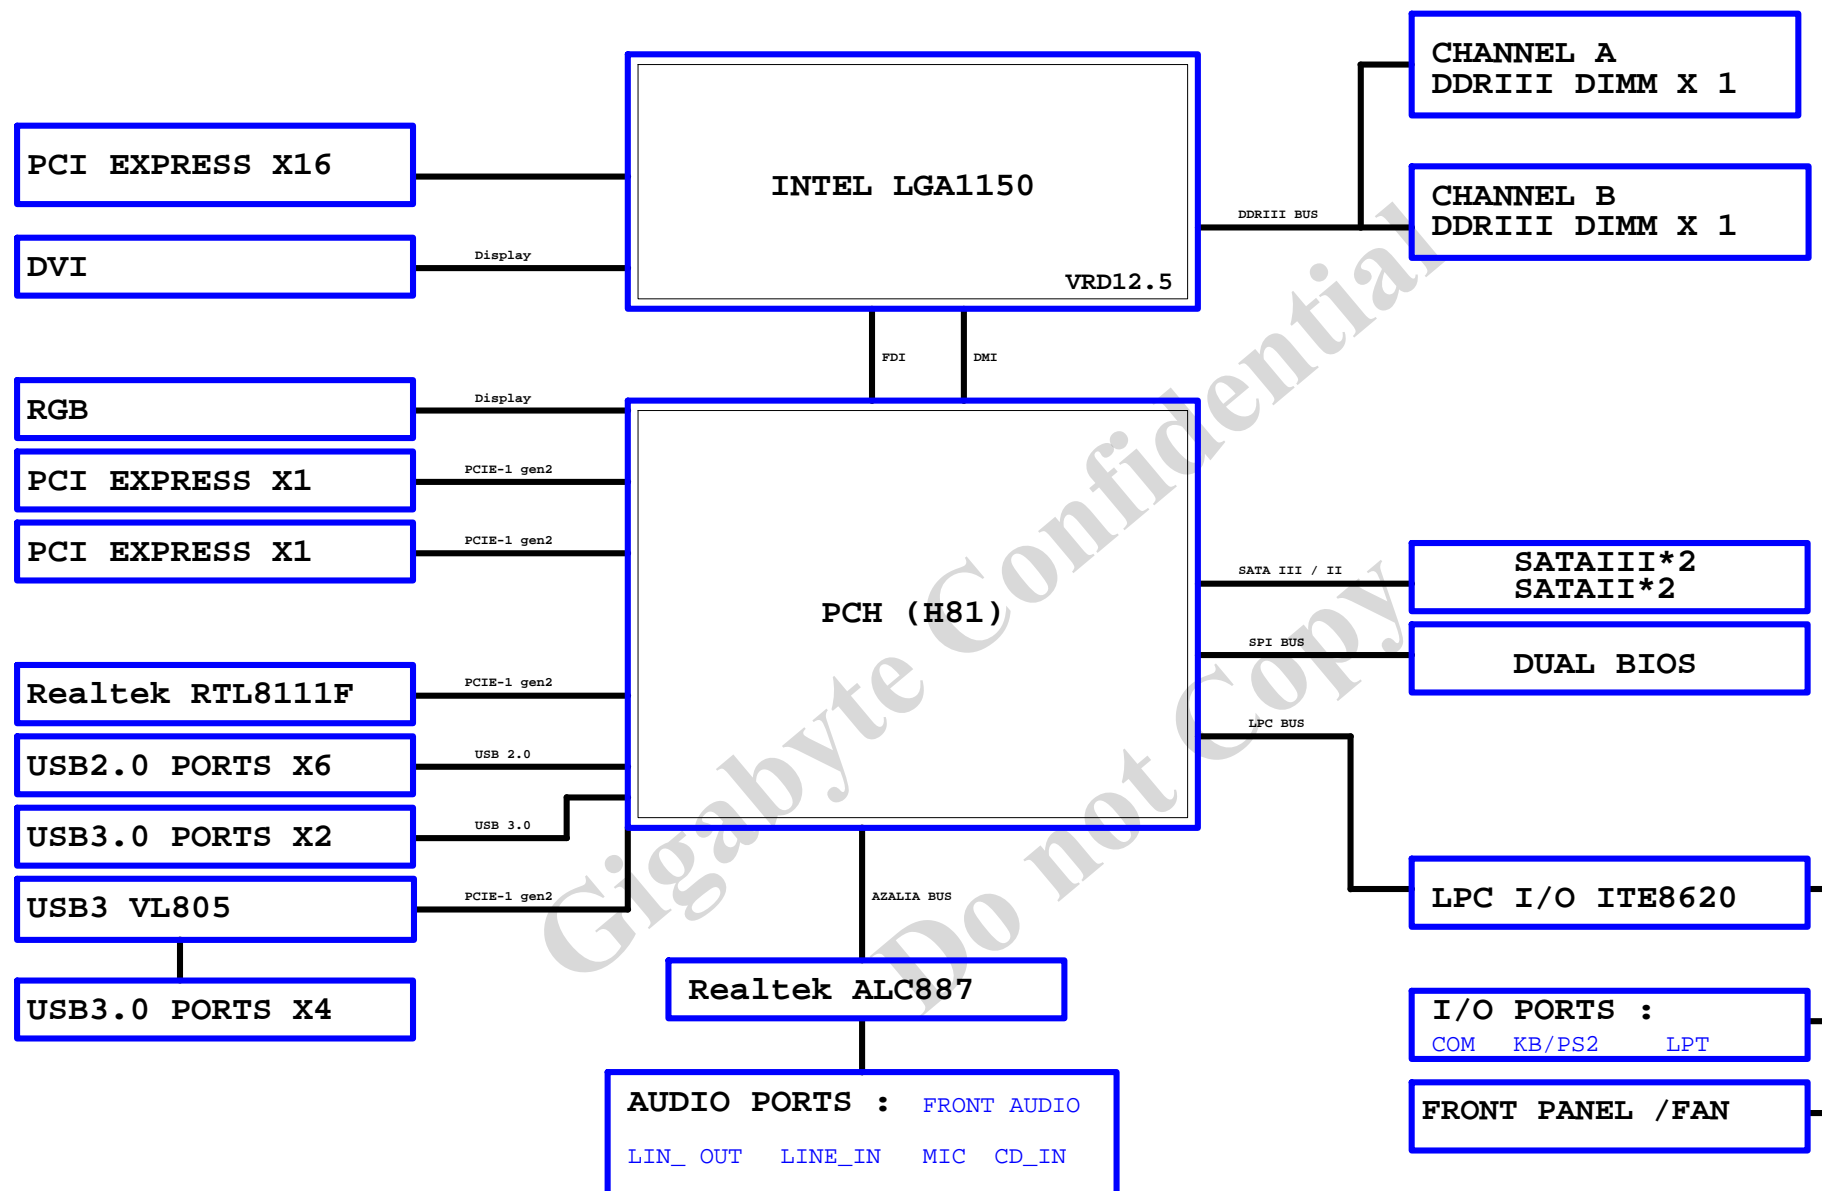 CHANNEL A
DDRIII DIMM X 1
PCI EXPRESS X16
INTEL LGA1150
CHANNEL B
DDRIII DIMM X 1
DDRIII BUS
DVI
Display
VRD12.5
FDI
DMI
RGB
Display
PCI EXPRESS X1
PCIE-1 gen2
PCI EXPRESS X1
PCIE-1 gen2
SATA III / II
SATAIII*2
SATAII*2
PCH (H81)
SPI BUS
DUAL BIOS
Realtek RTL8111F
PCIE-1 gen2
LPC BUS
USB2.0 PORTS X6
USB 2.0
USB3.0 PORTS X2
USB 3.0
USB3 VL805
PCIE-1 gen2
AZALIA BUS
LPC I/O ITE8620
USB3.0 PORTS X4
Realtek ALC887
I/O PORTS :
COM KB/PS2 LPT
AUDIO PORTS : FRONT AUDIO
LIN_ OUT LINE_IN MIC CD_IN
FRONT PANEL /FAN
Gigabyte Confidential
Do not Copy